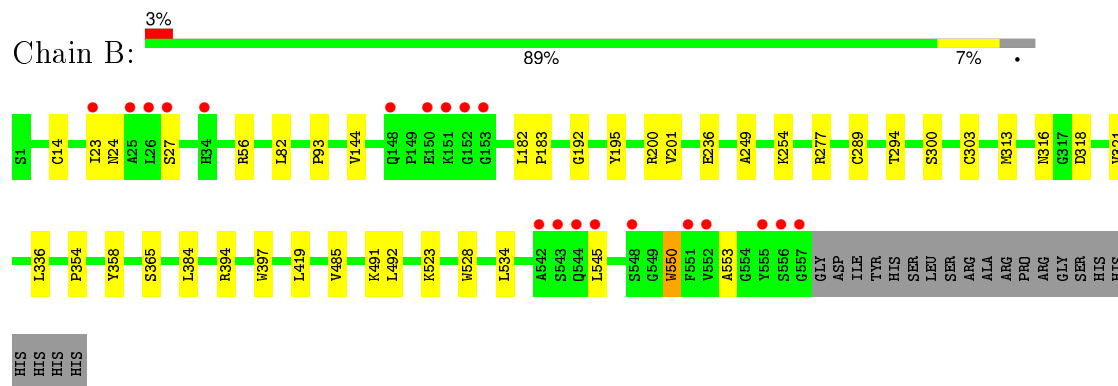 3%
Chain B:
89% 7% •
S1 C14 I23 N24 A25 L26 S27 H34 R56 L82 P93 V144 Q148 P149 E150 K151 G152 G153 L182 P183 G192 Y195 R200 V201 E236 A249 K254 R277 C289 T294 S300 C303 M313 N316 G317 D318 V321
L336 P354 Y358 S365 L384 R394 W397 L419 V485 K491 L492 K523 W528 L534 A542 S543 Q544 L545 S548 G549 W550 F551 V552 A553 G554 Y555 S556 G557 GLY ASP ILE TYR HIS SER LEU SER ARG ALA ARG PRO ARG GLY SER HIS HIS
HIS HIS HIS HIS